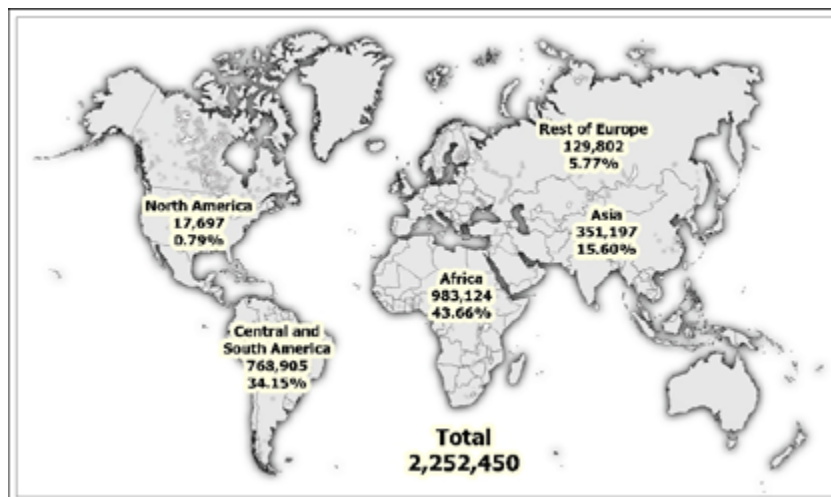 Rest of Europe
129,802
5.77%
North America
17,697
0.79%
Asia
351,197
15.60%
Africa
983,124
43.66%
Central and
South America
768,905
34.15%
Total
2,252,450